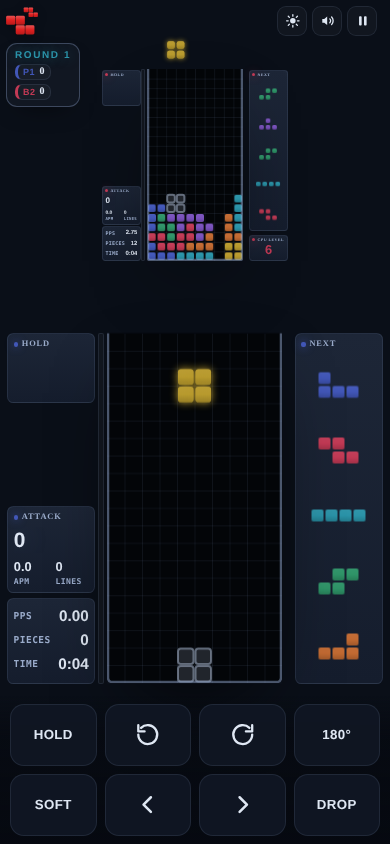 ROUND 1
P1 0
B2 0
HOLD
NEXT
ATTACK
0
0.0 0
APM LINES
PPS 2.75
PIECES 12
TIME 0:04
CPU LEVEL
6
HOLD
NEXT
ATTACK
0
0.0 0
APM LINES
PPS 0.00
PIECES 0
TIME 0:04
HOLD
180°
SOFT
DROP